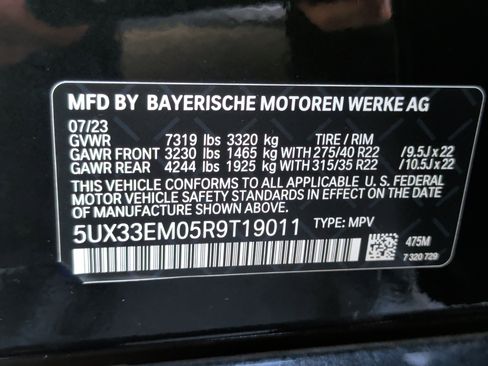 MFD BY BAYERISCHE MOTOREN WERKE AG
07/23
GVWR 7319 lbs 3320 kg TIRE / RIM
GAWR FRONT 3230 lbs 1465 kg WITH 275/40 R22 / 9.5J x 22
GAWR REAR 4244 lbs 1925 kg WITH 315/35 R22 / 10.5J x 22
THIS VEHICLE CONFORMS TO ALL APPLICABLE U. S. FEDERAL
MOTOR VEHICLE SAFETY STANDARDS IN EFFECT ON THE
DATE OF MANUFACTURE SHOWN ABOVE.
5UX33EM05R9T19011 TYPE: MPV
475M
7 320 729